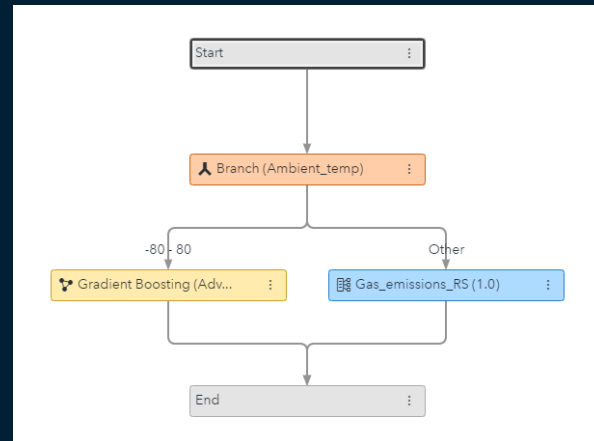 Start
Branch (Ambient_temp)
-80 - 80
Other
Gradient Boosting (Adv...
Gas_emissions_RS (1.0)
End